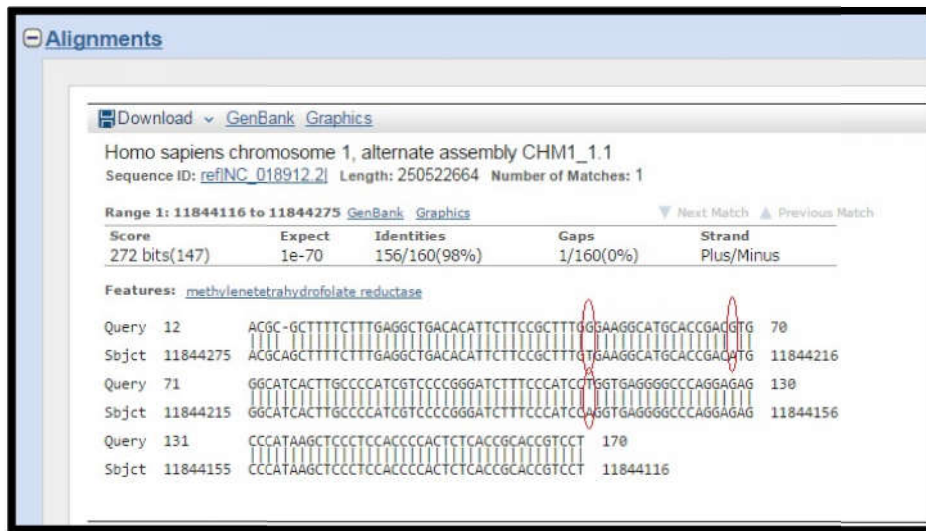 Alignments
Download GenBank Graphics
Homo sapiens chromosome 1, alternate assembly CHM1_1.1
Sequence ID: ref|NC_018912.2| Length: 250522664 Number of Matches: 1
Range 1: 11844116 to 11844275 GenBank Graphics Next Match Previous Match
Score Expect Identities Gaps Strand
272 bits(147) 1e-70 156/160(98%) 1/160(0%) Plus/Minus
Features: methylenetetrahydrofolate reductase
Query 12 ACGC-GCTTTTCTTTGAGGCTGACACATTCTTCCGCTTTGGGAAGGCATGCACCGACGTG 70
Sbjct 11844275 ACGCAGCTTTTCTTTGAGGCTGACACATTCTTCCGCTTTGTGAAGGCATGCACCGACATG 11844216
Query 71 GGCATCACTTGCCCCATCGTCCCCGGGATCTTTCCCATCCTGGTGAGGGGCCCAGGAGAG 130
Sbjct 11844215 GGCATCACTTGCCCCATCGTCCCCGGGATCTTTCCCATCCAGGTGAGGGGCCCAGGAGAG 11844156
Query 131 CCCATAAGCTCCCTCCACCCCACTCTCACCGCACCGTCCT 170
Sbjct 11844155 CCCATAAGCTCCCTCCACCCCACTCTCACCGCACCGTCCT 11844116